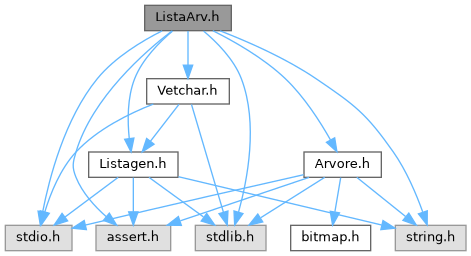 ListaArv.h
Vetchar.h
Listagen.h
Arvore.h
stdio.h
assert.h
stdlib.h
bitmap.h
string.h